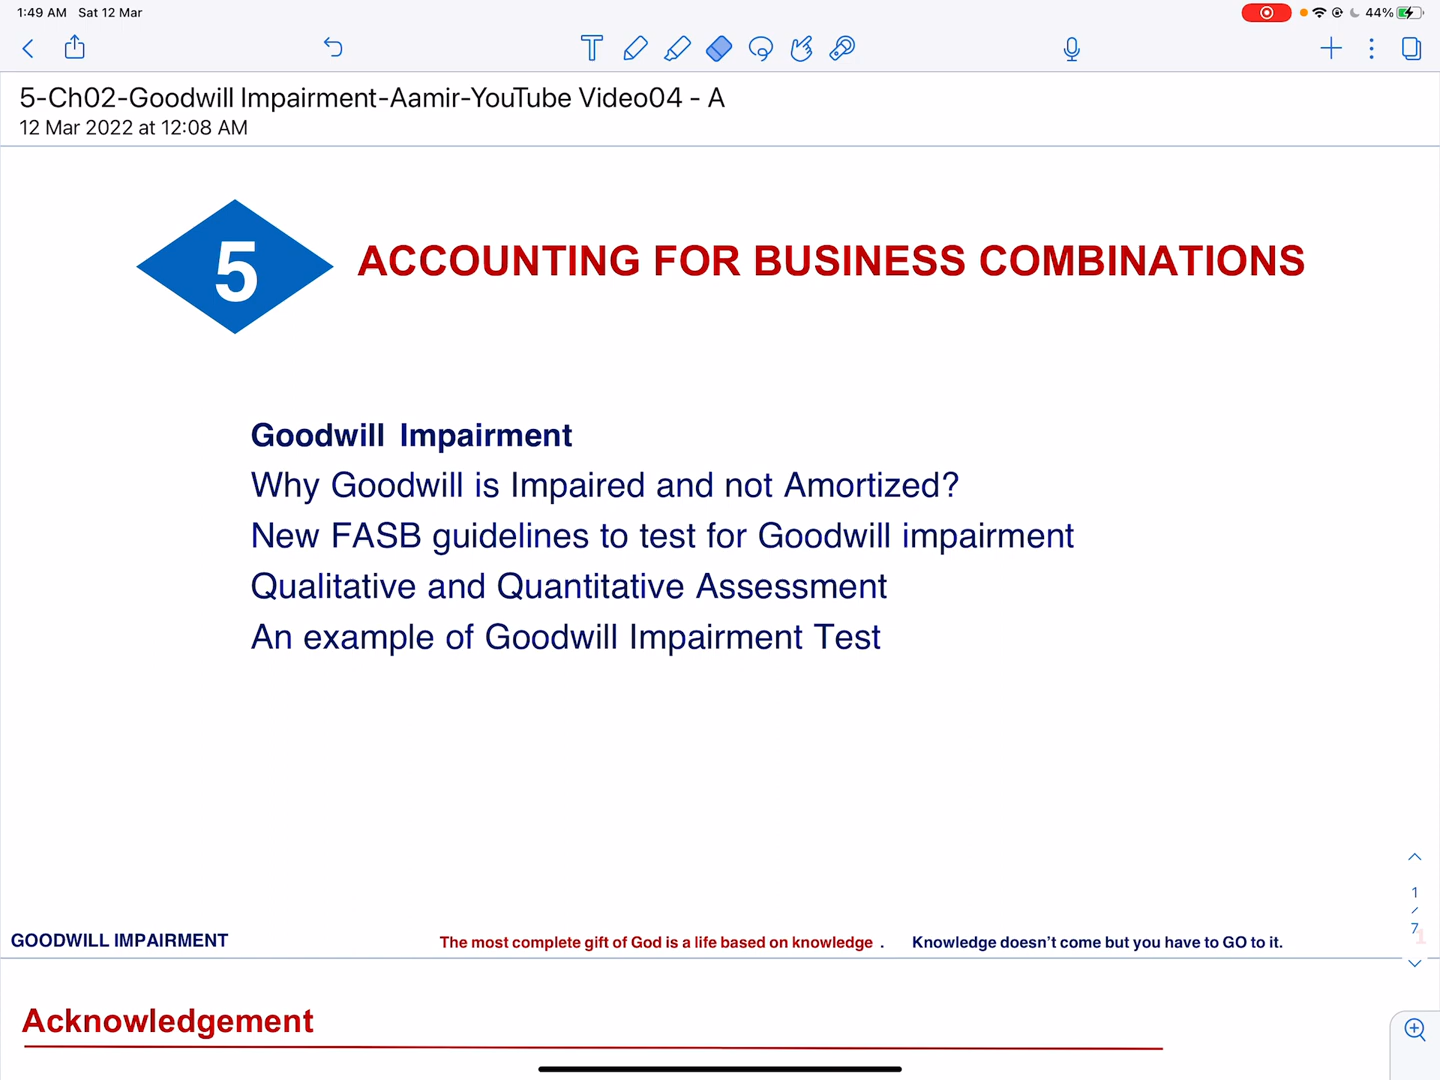 1:49 AM Sat 12 Mar
44%
5-Ch02-Goodwill Impairment-Aamir-YouTube Video04 - A
12 Mar 2022 at 12:08 AM
5
ACCOUNTING FOR BUSINESS COMBINATIONS
Goodwill Impairment
Why Goodwill is Impaired and not Amortized?
New FASB guidelines to test for Goodwill impairment
Qualitative and Quantitative Assessment
An example of Goodwill Impairment Test
1
/
7
1
GOODWILL IMPAIRMENT
The most complete gift of God is a life based on knowledge .
Knowledge doesn't come but you have to GO to it.
Acknowledgement